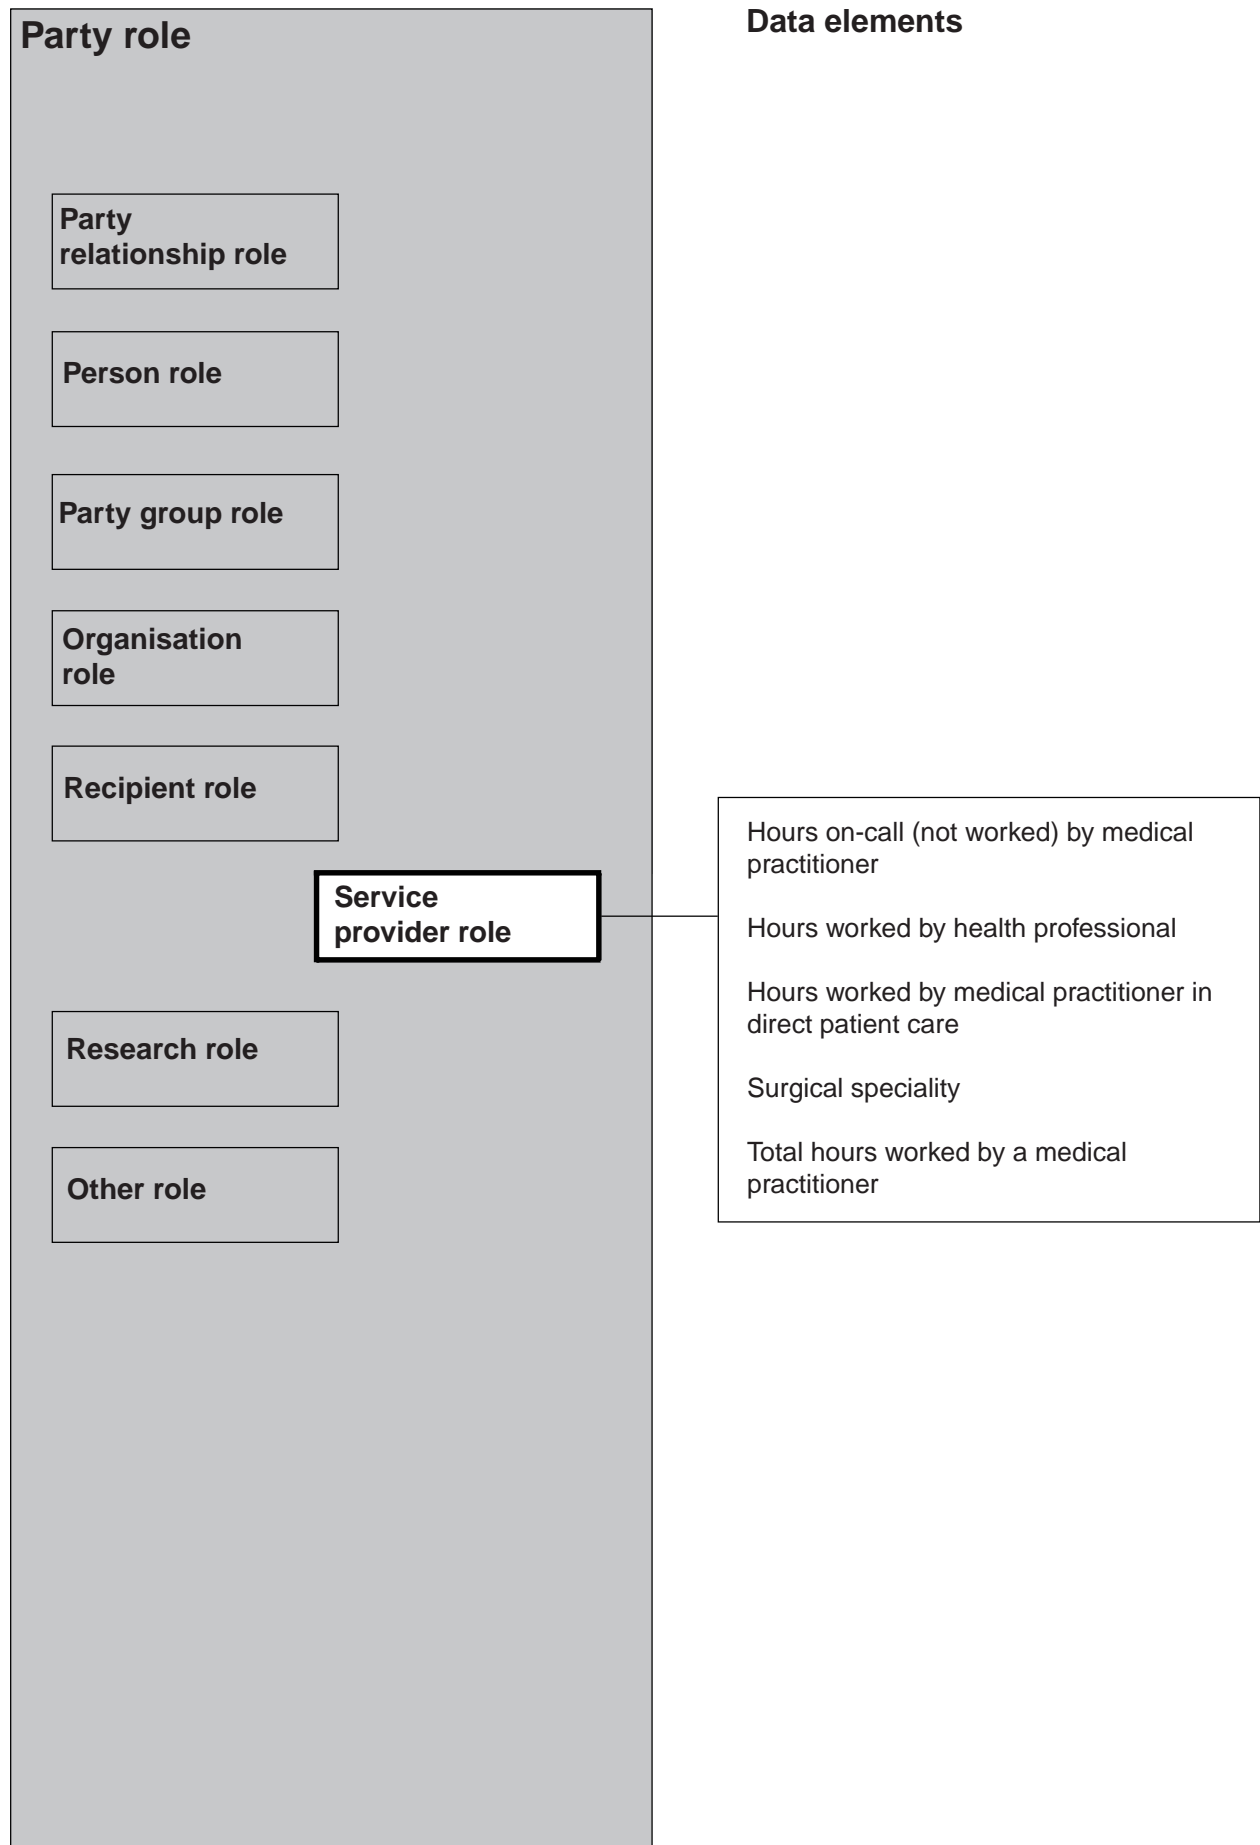 Party role
Data elements
Party
relationship role
Person role
Party group role
Organisation
role
Recipient role
Service
provider role
Hours on-call (not worked) by medical
practitioner
Hours worked by health professional
Hours worked by medical practitioner in
direct patient care
Surgical speciality
Total hours worked by a medical
practitioner
Research role
Other role